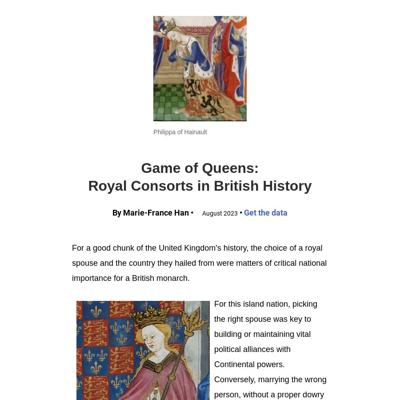 Philippa of Hainault
Game of Queens:
Royal Consorts in British History
By Marie-France Han • August 2023 • Get the data
For a good chunk of the United Kingdom's history, the choice of a royal
spouse and the country they hailed from were matters of critical national
importance for a British monarch.
For this island nation, picking
the right spouse was key to
building or maintaining vital
political alliances with
Continental powers.
Conversely, marrying the wrong
person, without a proper dowry